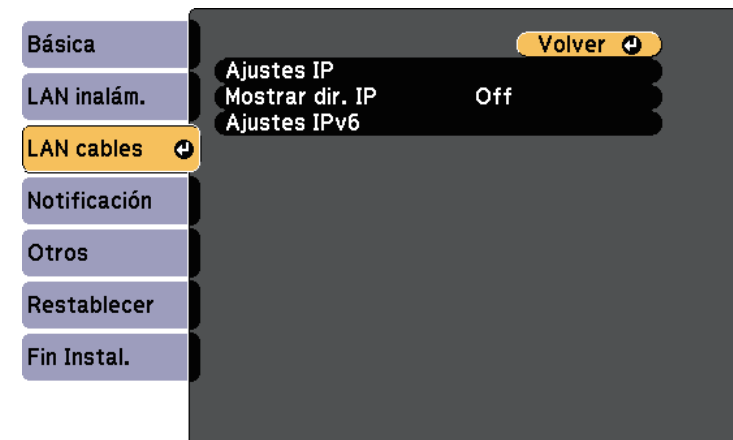 Básica
LAN inalám.
LAN cables
Notificación
Otros
Restablecer
Fin Instal.
Volver
Ajustes IP
Mostrar dir. IP Off
Ajustes IPv6